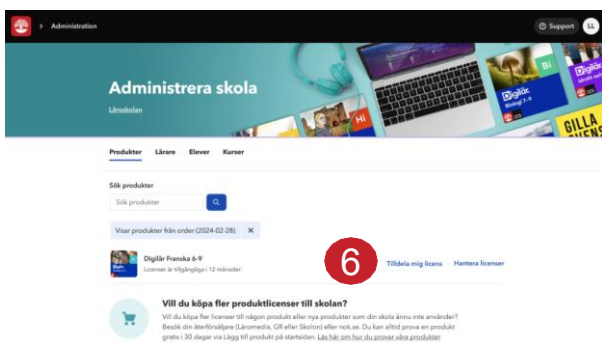 > Administration
Support LL
Administrera skola
Lärsskolan
Bi
Digilär
Biologi 7-9
Digilär
Hi
GILLA
Produkter Lärare Elever Kurser
Sök produkter
Sök produkter
Visar produkter från order (2024-02-28) X
Digilär Franska 6-9
Licenser är tillgängliga i 12 månader
6
Tilldela mig licens Hantera licenser
Vill du köpa fler produktlicenser till skolan?
Vill du köpa fler licenser till någon produkt eller nya produkter som din skola ännu inte använder?
Besök din återförsäljare (Läromedia, GR eller Skolon) eller nok.se. Du kan alltid prova en produkt
gratis i 30 dagar via Lägg till produkt på startsidan. Läs här om hur du provar våra produkter